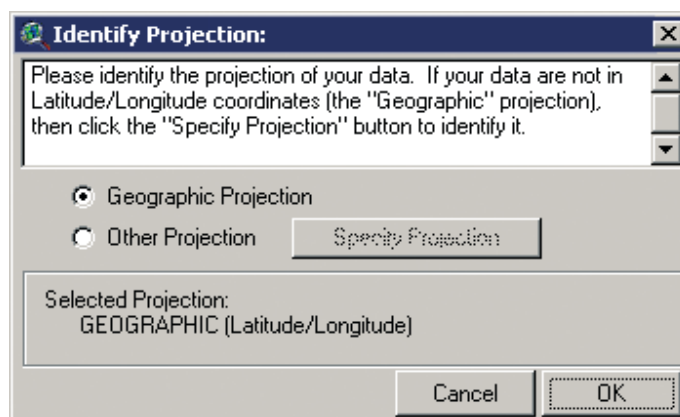 Identify Projection:
Please identify the projection of your data.  If your data are not in
Latitude/Longitude coordinates (the "Geographic" projection),
then click the "Specify Projection" button to identify it.
Geographic Projection
Other Projection
Specify Projection
Selected Projection:
GEOGRAPHIC (Latitude/Longitude)
Cancel
OK